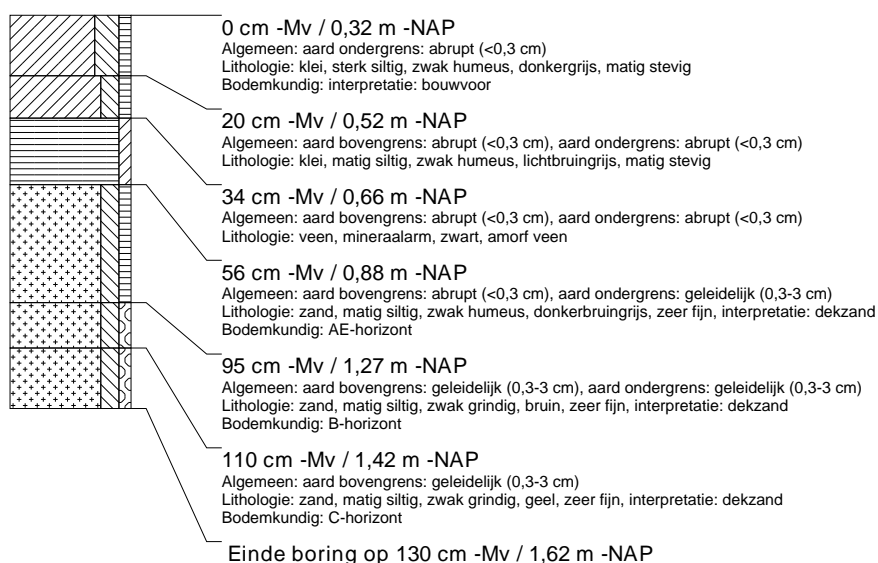 0 cm -Mv / 0,32 m -NAP
Algemeen: aard ondergrens: abrupt (<0,3 cm)
Lithologie: klei, sterk siltig, zwak humeus, donkergrijs, matig stevig
Bodemkundig: interpretatie: bouwvoor
20 cm -Mv / 0,52 m -NAP
Algemeen: aard bovengrens: abrupt (<0,3 cm), aard ondergrens: abrupt (<0,3 cm)
Lithologie: klei, matig siltig, zwak humeus, lichtbruingrijs, matig stevig
34 cm -Mv / 0,66 m -NAP
Algemeen: aard bovengrens: abrupt (<0,3 cm), aard ondergrens: abrupt (<0,3 cm)
Lithologie: veen, mineraalarm, zwart, amorf veen
56 cm -Mv / 0,88 m -NAP
Algemeen: aard bovengrens: abrupt (<0,3 cm), aard ondergrens: geleidelijk (0,3-3 cm)
Lithologie: zand, matig siltig, zwak humeus, donkerbruingrijs, zeer fijn, interpretatie: dekzand
Bodemkundig: AE-horizont
95 cm -Mv / 1,27 m -NAP
Algemeen: aard bovengrens: geleidelijk (0,3-3 cm), aard ondergrens: geleidelijk (0,3-3 cm)
Lithologie: zand, matig siltig, zwak grindig, bruin, zeer fijn, interpretatie: dekzand
Bodemkundig: B-horizont
110 cm -Mv / 1,42 m -NAP
Algemeen: aard bovengrens: geleidelijk (0,3-3 cm)
Lithologie: zand, matig siltig, zwak grindig, geel, zeer fijn, interpretatie: dekzand
Bodemkundig: C-horizont
Einde boring op 130 cm -Mv / 1,62 m -NAP